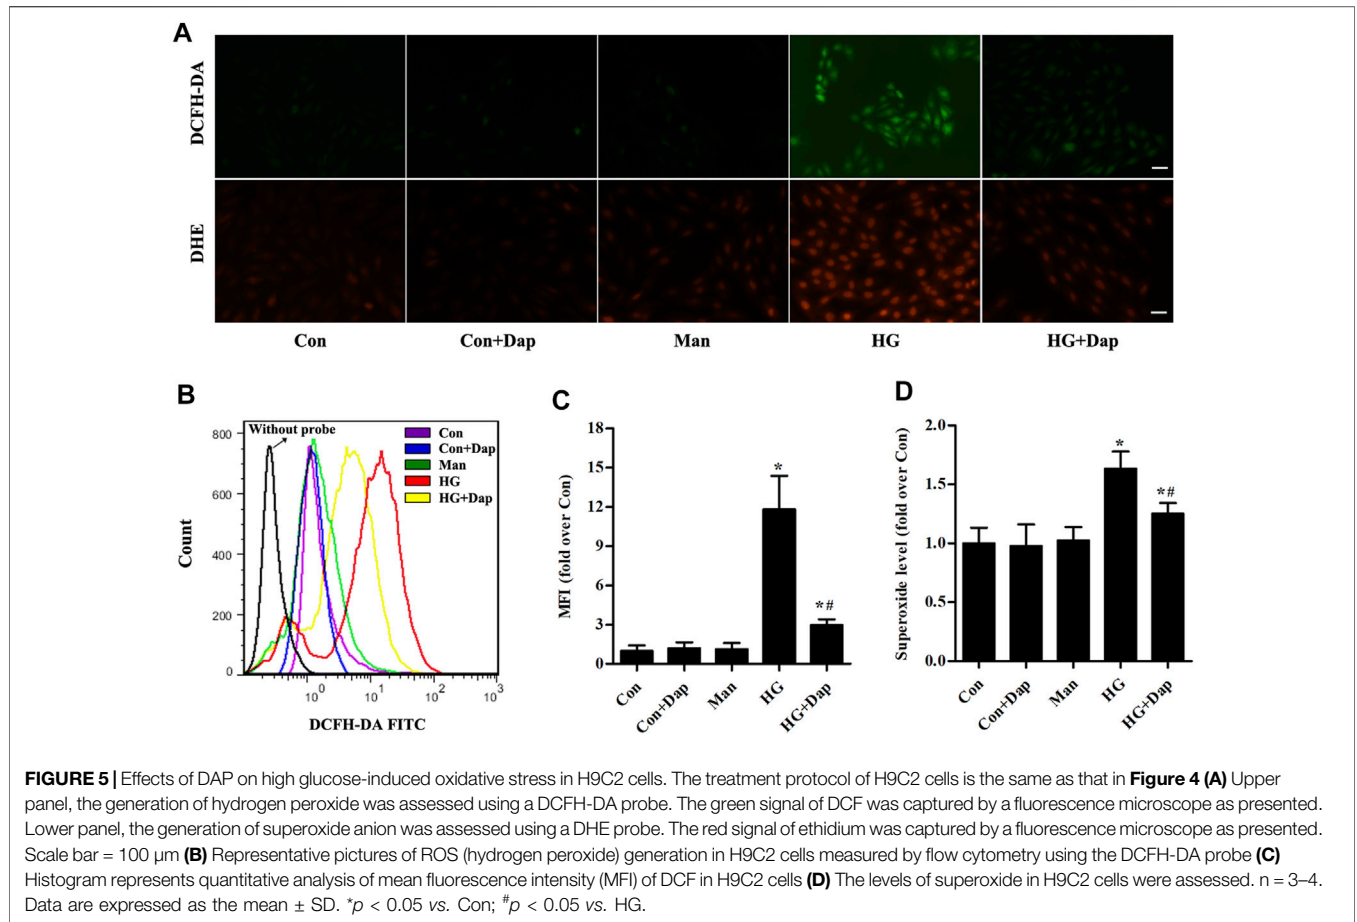 A
DCFH-DA
DHE
Con Con+Dap Man HG HG+Dap
B
Without probe
Con
Con+Dap
Man
HG
HG+Dap
800
600
400
200
0
Count
10^0 10^1 10^2 10^3
DCFH-DA FITC
C
18
15
12
9
6
3
0
MFI (fold over Con)
*
*#
Con Con+Dap Man HG HG+Dap
D
2.0
1.5
1.0
0.5
0.0
Superoxide level (fold over Con)
*
*#
Con Con+Dap Man HG HG+Dap
FIGURE 5 | Effects of DAP on high glucose-induced oxidative stress in H9C2 cells. The treatment protocol of H9C2 cells is the same as that in Figure 4 (A) Upper
panel, the generation of hydrogen peroxide was assessed using a DCFH-DA probe. The green signal of DCF was captured by a fluorescence microscope as presented.
Lower panel, the generation of superoxide anion was assessed using a DHE probe. The red signal of ethidium was captured by a fluorescence microscope as presented.
Scale bar = 100 μm (B) Representative pictures of ROS (hydrogen peroxide) generation in H9C2 cells measured by flow cytometry using the DCFH-DA probe (C)
Histogram represents quantitative analysis of mean fluorescence intensity (MFI) of DCF in H9C2 cells (D) The levels of superoxide in H9C2 cells were assessed. n = 3–4.
Data are expressed as the mean ± SD. *p < 0.05 vs. Con; #p < 0.05 vs. HG.